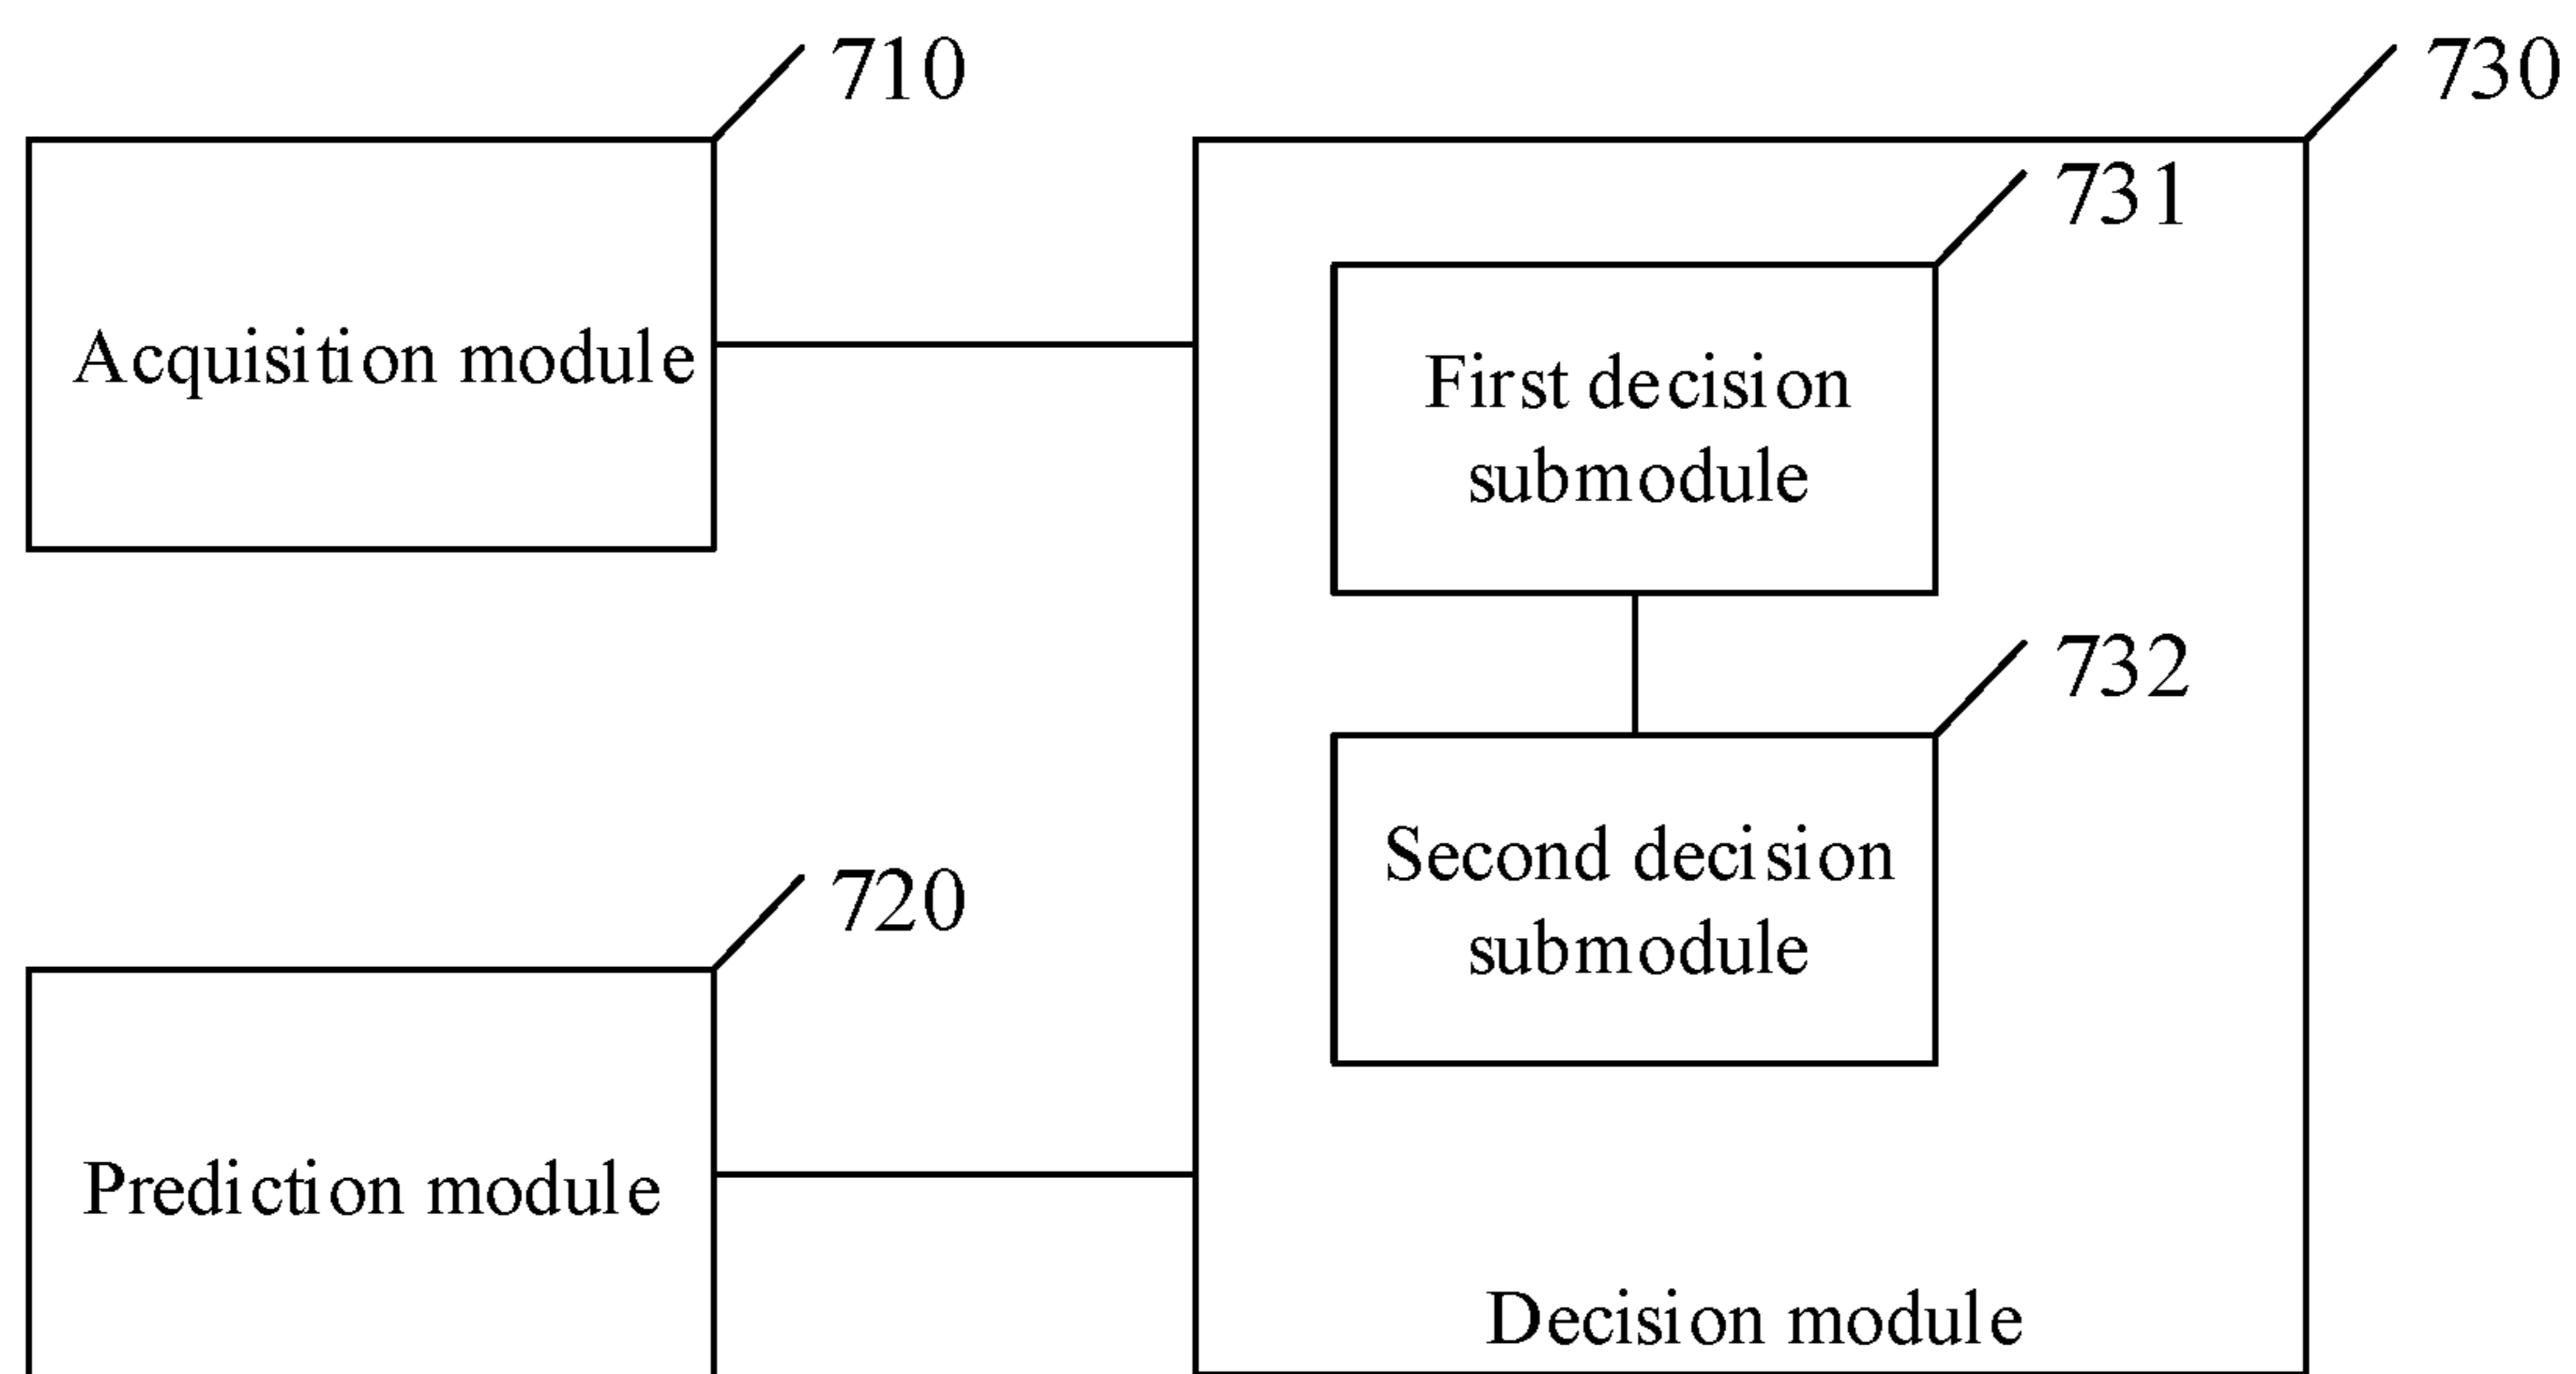 710
730
731
Acquisition module
First decision
submodule
732
720
Second decision
submodule
Prediction module
Decision module